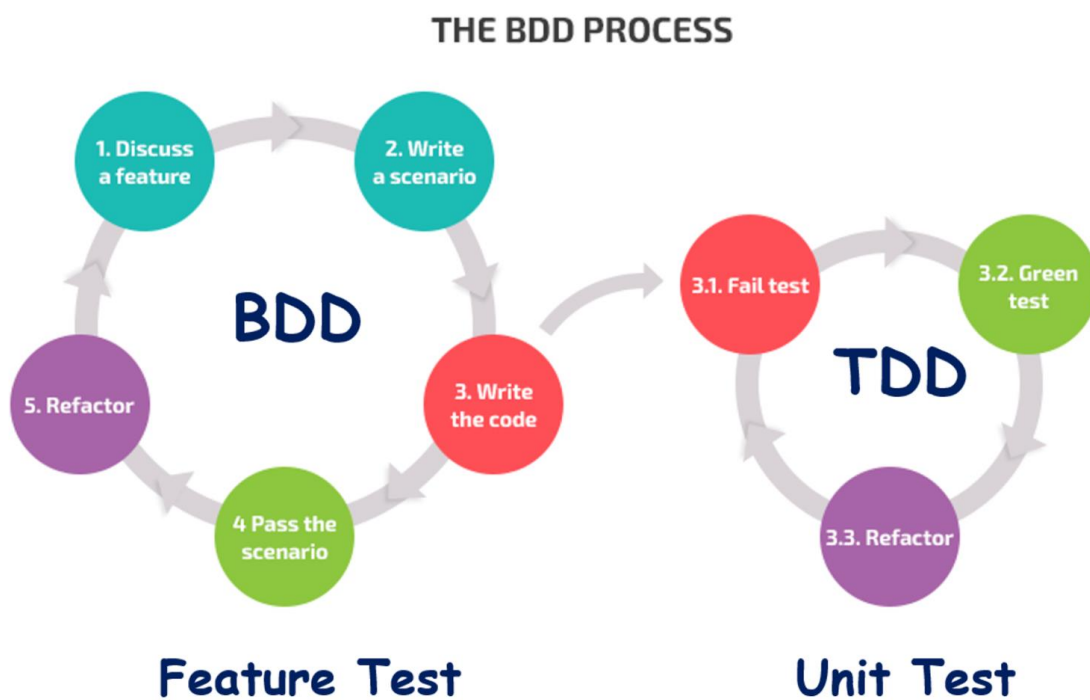 THE BDD PROCESS
1. Discuss
a feature
2. Write
a scenario
BDD
3. Write
the code
4 Pass the
scenario
5. Refactor
Feature Test
3.1. Fail test
3.2. Green
test
TDD
3.3. Refactor
Unit Test